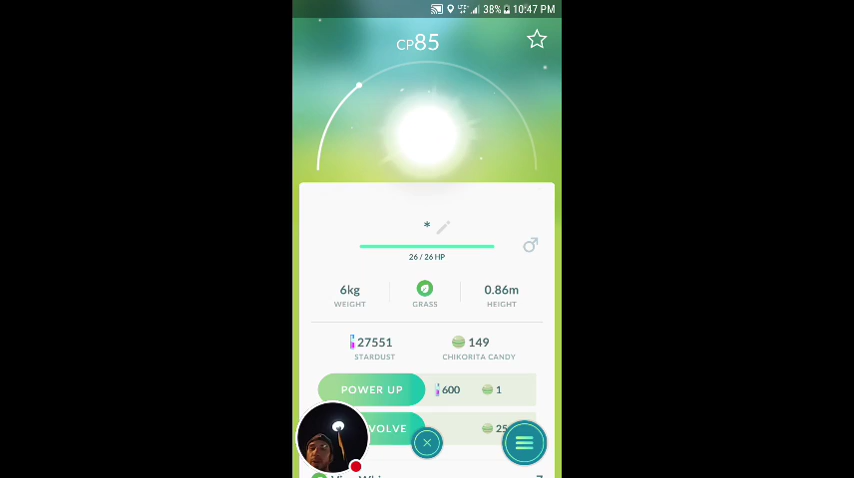 38% 10:47 PM
CP85
*
26 / 26 HP
6kg
WEIGHT
GRASS
0.86m
HEIGHT
27551
STARDUST
149
CHIKORITA CANDY
POWER UP
600
1
VOLVE
25